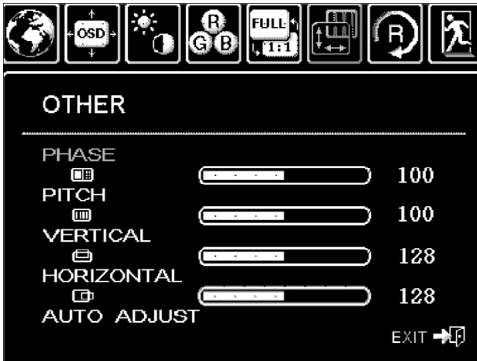 OSD
R
G B
FULL
1:1
R
OTHER
PHASE
100
PITCH
100
VERTICAL
128
HORIZONTAL
128
AUTO ADJUST
EXIT